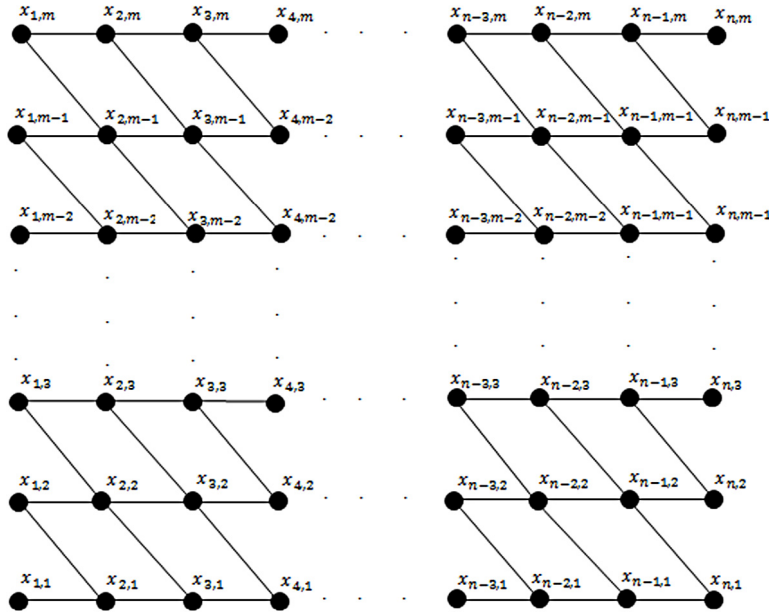 x1,m x2,m x3,m x4,m . . . xn−3,m xn−2,m xn−1,m xn,m
x1,m−1 x2,m−1 x3,m−1 x4,m−2 . . . xn−3,m−1 xn−2,m−1 xn−1,m−1 xn,m−1
x1,m−2 x2,m−2 x3,m−2 x4,m−2 . . . xn−3,m−2 xn−2,m−2 xn−1,m−1 xn,m−1
x1,3 x2,3 x3,3 x4,3 . . . xn−3,3 xn−2,3 xn−1,3 xn,3
x1,2 x2,2 x3,2 x4,2 . . . xn−3,2 xn−2,2 xn−1,2 xn,2
x1,1 x2,1 x3,1 x4,1 . . . xn−3,1 xn−2,1 xn−1,1 xn,1